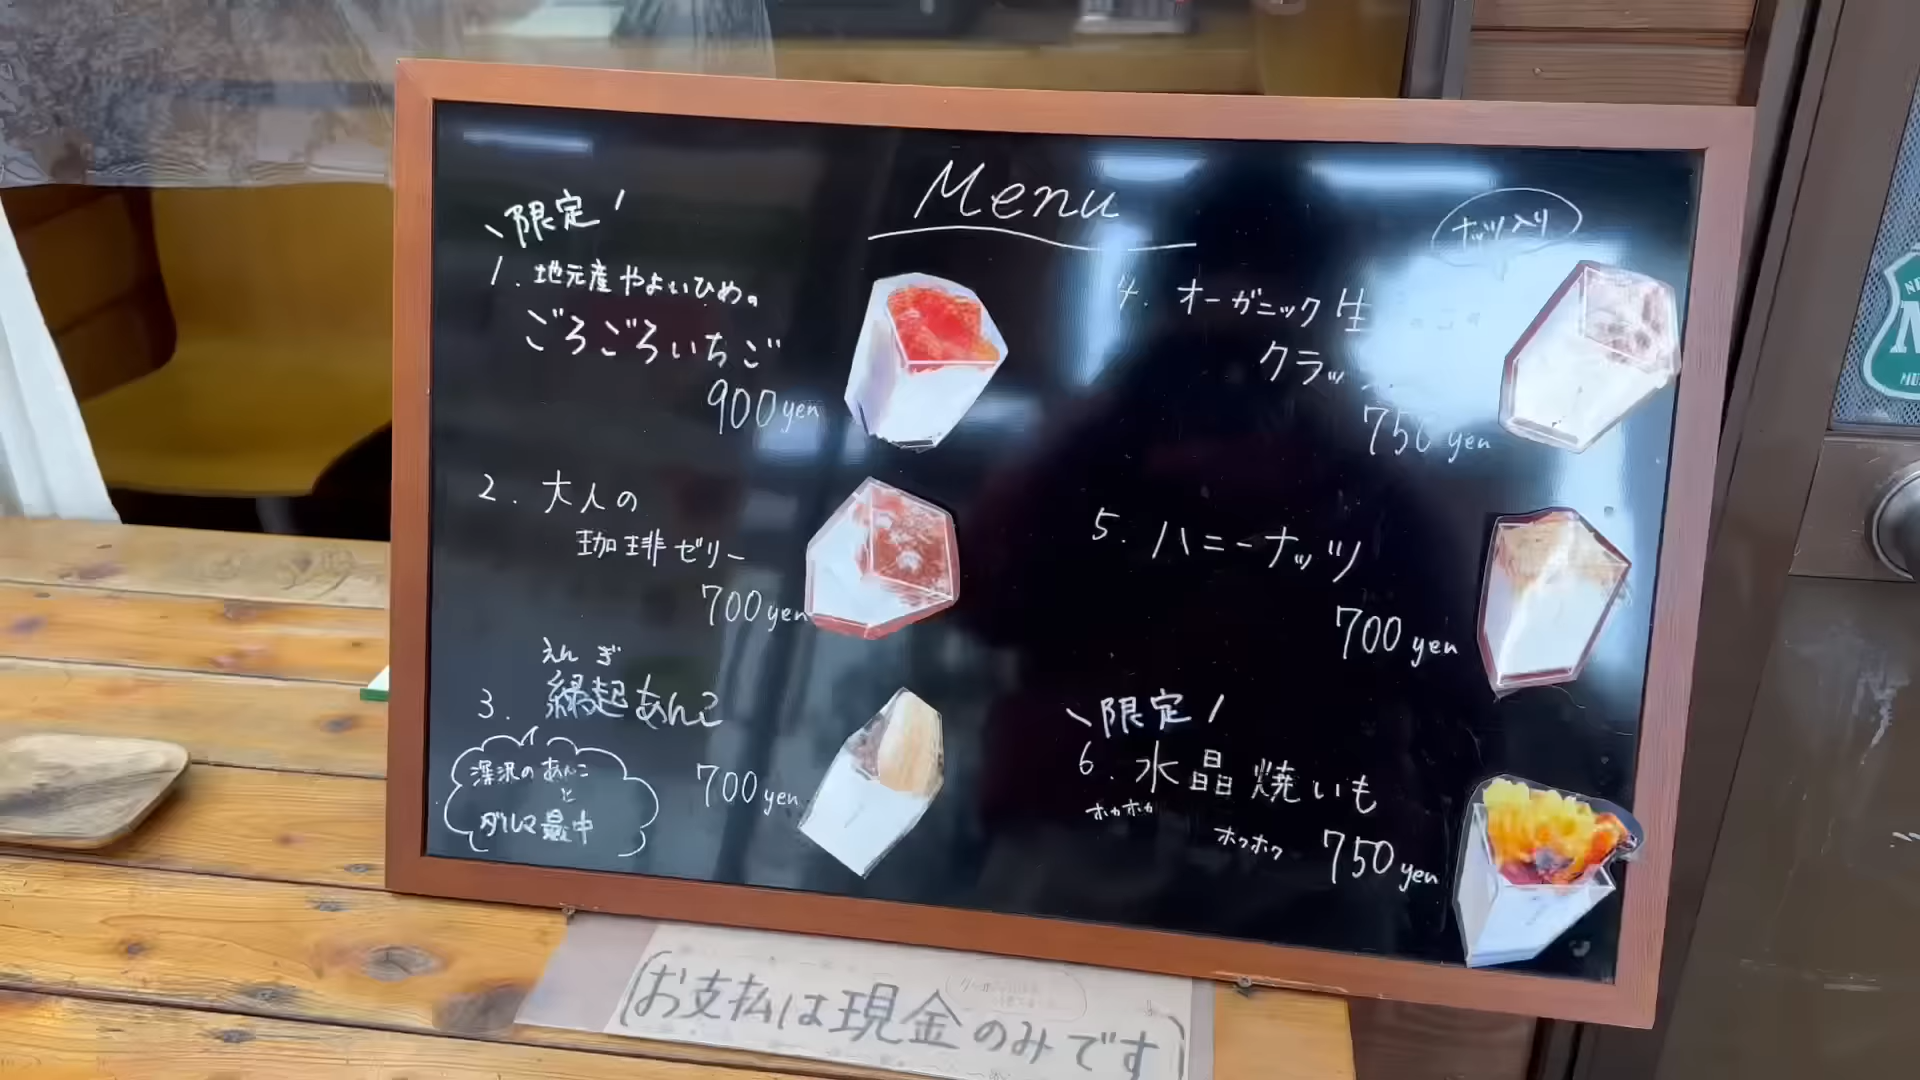 Menu
\限定/
1. 地元産やよいひめの
ごろごろいちご
900yen
2. 大人の
珈琲ゼリー
700yen
えんぎ
3. 縁起あんこ
深沢のあんこ
と
ダルマ最中
700yen
ナッツ入り
4. オーガニック生
クラッ
750yen
5. ハニーナッツ
700yen
\限定/
6. 水晶焼いも
ホカホカ
ホクホク
750yen
お支払は現金のみです